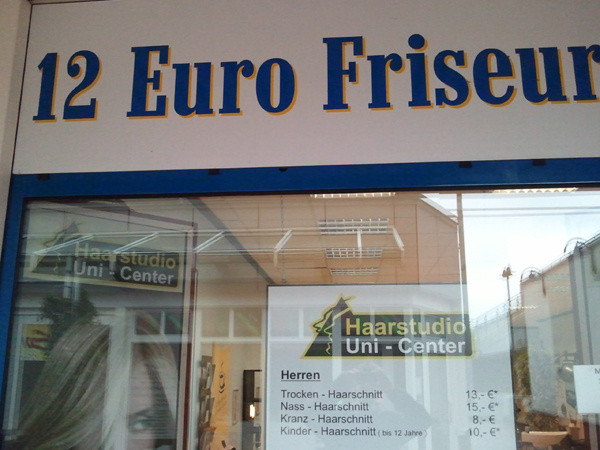 12 Euro Friseur
Haarstudio
Uni - Center
Haarstudio
Uni - Center
Herren
Trocken - Haarschnitt 13,- €*
Nass - Haarschnitt 15,- €*
Kranz - Haarschnitt 8,- €
Kinder - Haarschnitt ( bis 12 Jahre ) 10,- €*